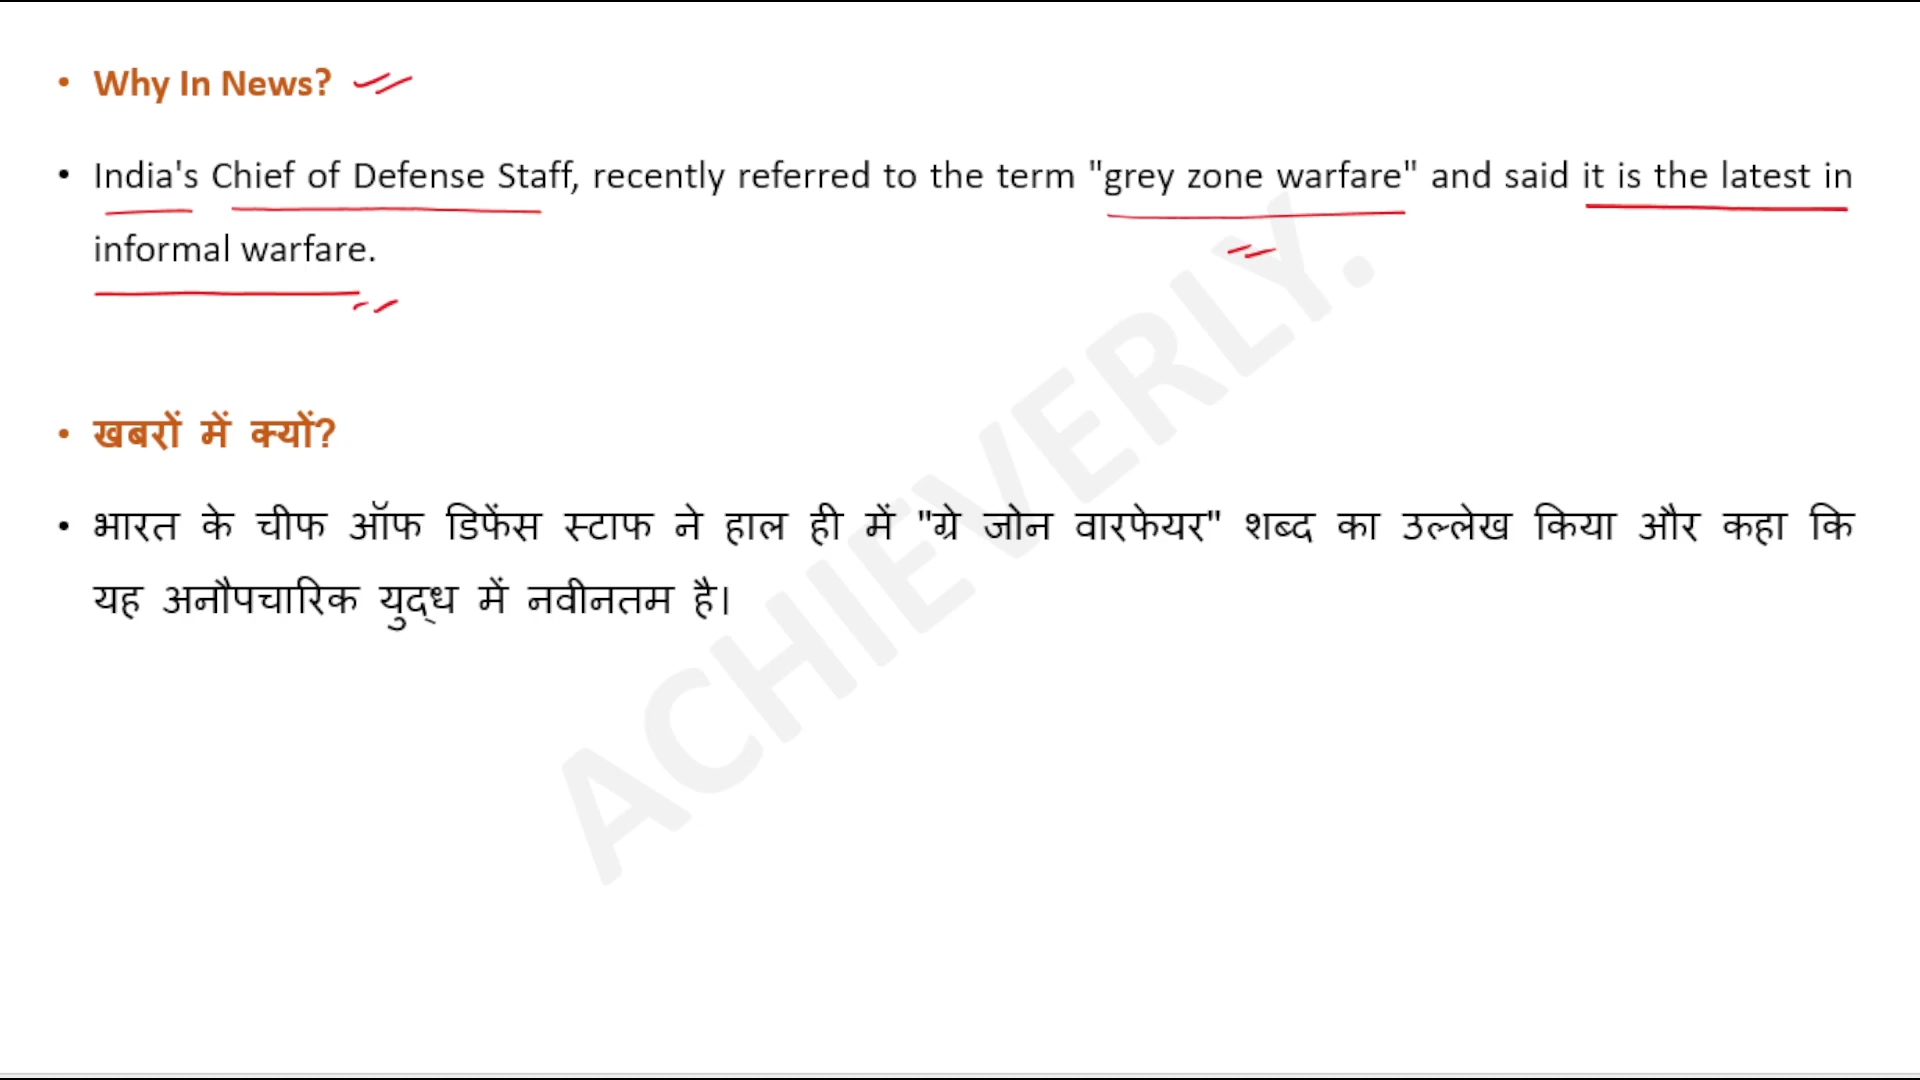 • Why In News?
• India's Chief of Defense Staff, recently referred to the term "grey zone warfare" and said it is the latest in
informal warfare.
• खबरों में क्यों?
• भारत के चीफ ऑफ डिफेंस स्टाफ ने हाल ही में "ग्रे जोन वारफेयर" शब्द का उल्लेख किया और कहा कि
यह अनौपचारिक युद्ध में नवीनतम है।
ACHIEVERLY.